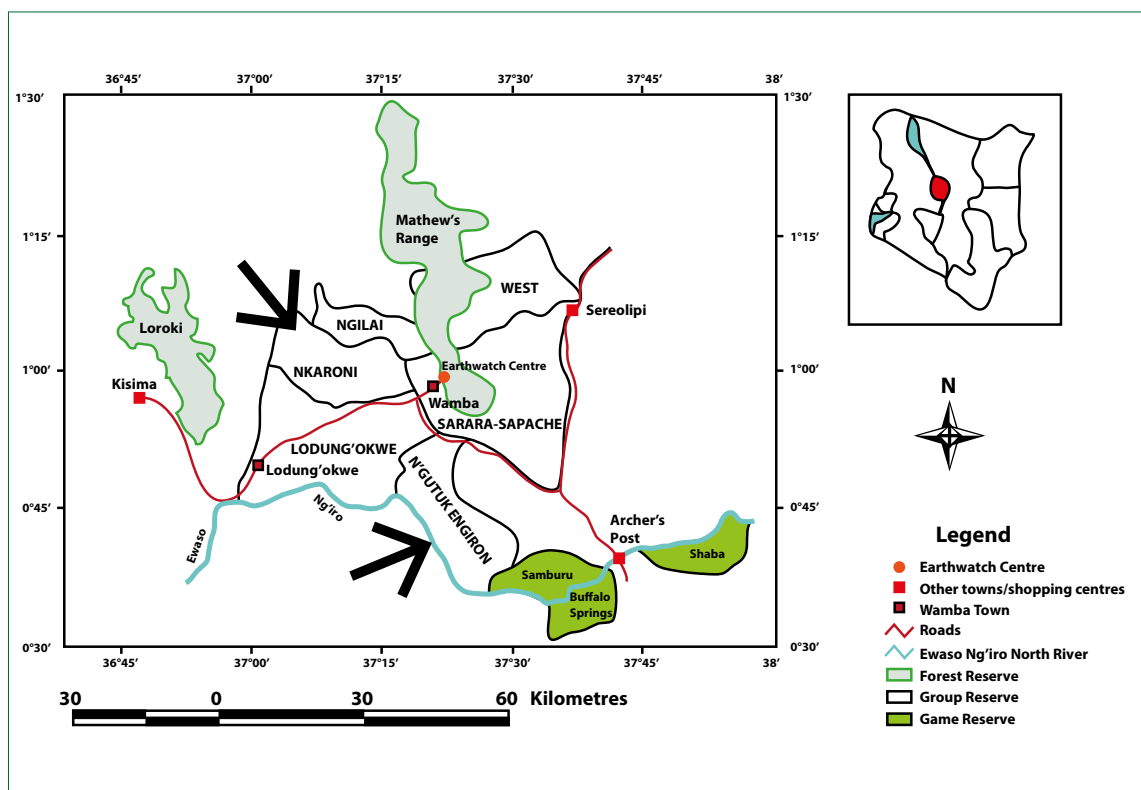 36°45’ 37°00’ 37°15’ 37°30’ 37°45’ 38’
1°30’ 1°30’
Mathew’s
Range
1°15’ 1°15’
WEST
Sereolipi
Loroki
NGILAI
1°00’ 1°00’
Earthwatch Centre
NKARONI
Kisima
Wamba
SARARA-SAPACHE
LODUNG’OKWE
Lodung’okwe
N’GUTUK ENGIRON
Ng’iro
0°45’ 0°45’
Ewaso
Archer’s
Post
Shaba
Samburu
Buffalo
Springs
0°30’ 0°30’
36°45’ 37°00’ 37°15’ 37°30’ 37°45’ 38’
30 0 30 60 Kilometres
N
Legend
Earthwatch Centre
Other towns/shopping centres
Wamba Town
Roads
Ewaso Ng’iro North River
Forest Reserve
Group Reserve
Game Reserve